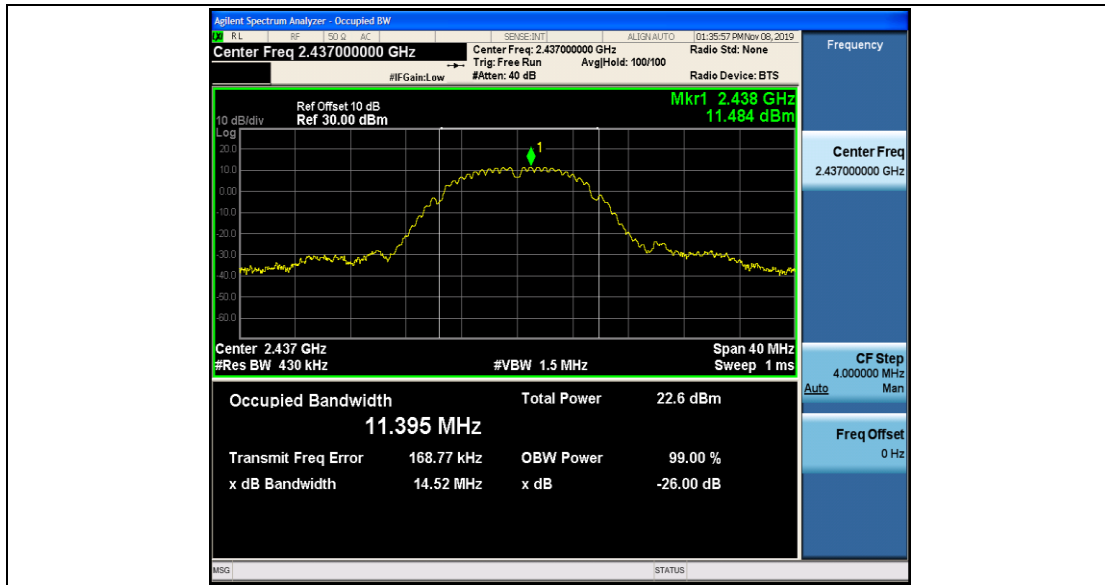 Agilent Spectrum Analyzer - Occupied BW
RL RF 50 Ω AC SENSE:INT ALIGN AUTO 01:35:57 PM Nov 08, 2019
Center Freq 2.437000000 GHz
Center Freq: 2.437000000 GHz Radio Std: None
Trig: Free Run Avg|Hold: 100/100
#IFGain:Low #Atten: 40 dB Radio Device: BTS
Ref Offset 10 dB
10 dB/div Ref 30.00 dBm
Mkr1 2.438 GHz
11.484 dBm
Log
20.0
10.0
0.00
-10.0
-20.0
-30.0
-40.0
-50.0
-60.0
1
Center 2.437 GHz Span 40 MHz
#Res BW 430 kHz #VBW 1.5 MHz Sweep 1 ms
Occupied Bandwidth Total Power 22.6 dBm
11.395 MHz
Transmit Freq Error 168.77 kHz OBW Power 99.00 %
x dB Bandwidth 14.52 MHz x dB -26.00 dB
MSG STATUS
Frequency
Center Freq
2.437000000 GHz
CF Step
4.000000 MHz
Auto Man
Freq Offset
0 Hz